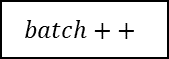 batch + +